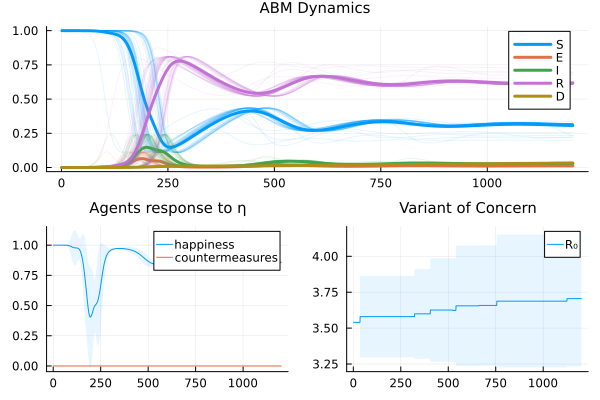 ABM Dynamics
1.00
0.75
0.50
0.25
0.00
S
E
I
R
D
0 250 500 750 1000
Agents response to η
1.00
0.75
0.50
0.25
0.00
happiness
countermeasures
0 250 500 750 1000
Variant of Concern
4.00
3.75
3.50
3.25
R₀
0 250 500 750 1000